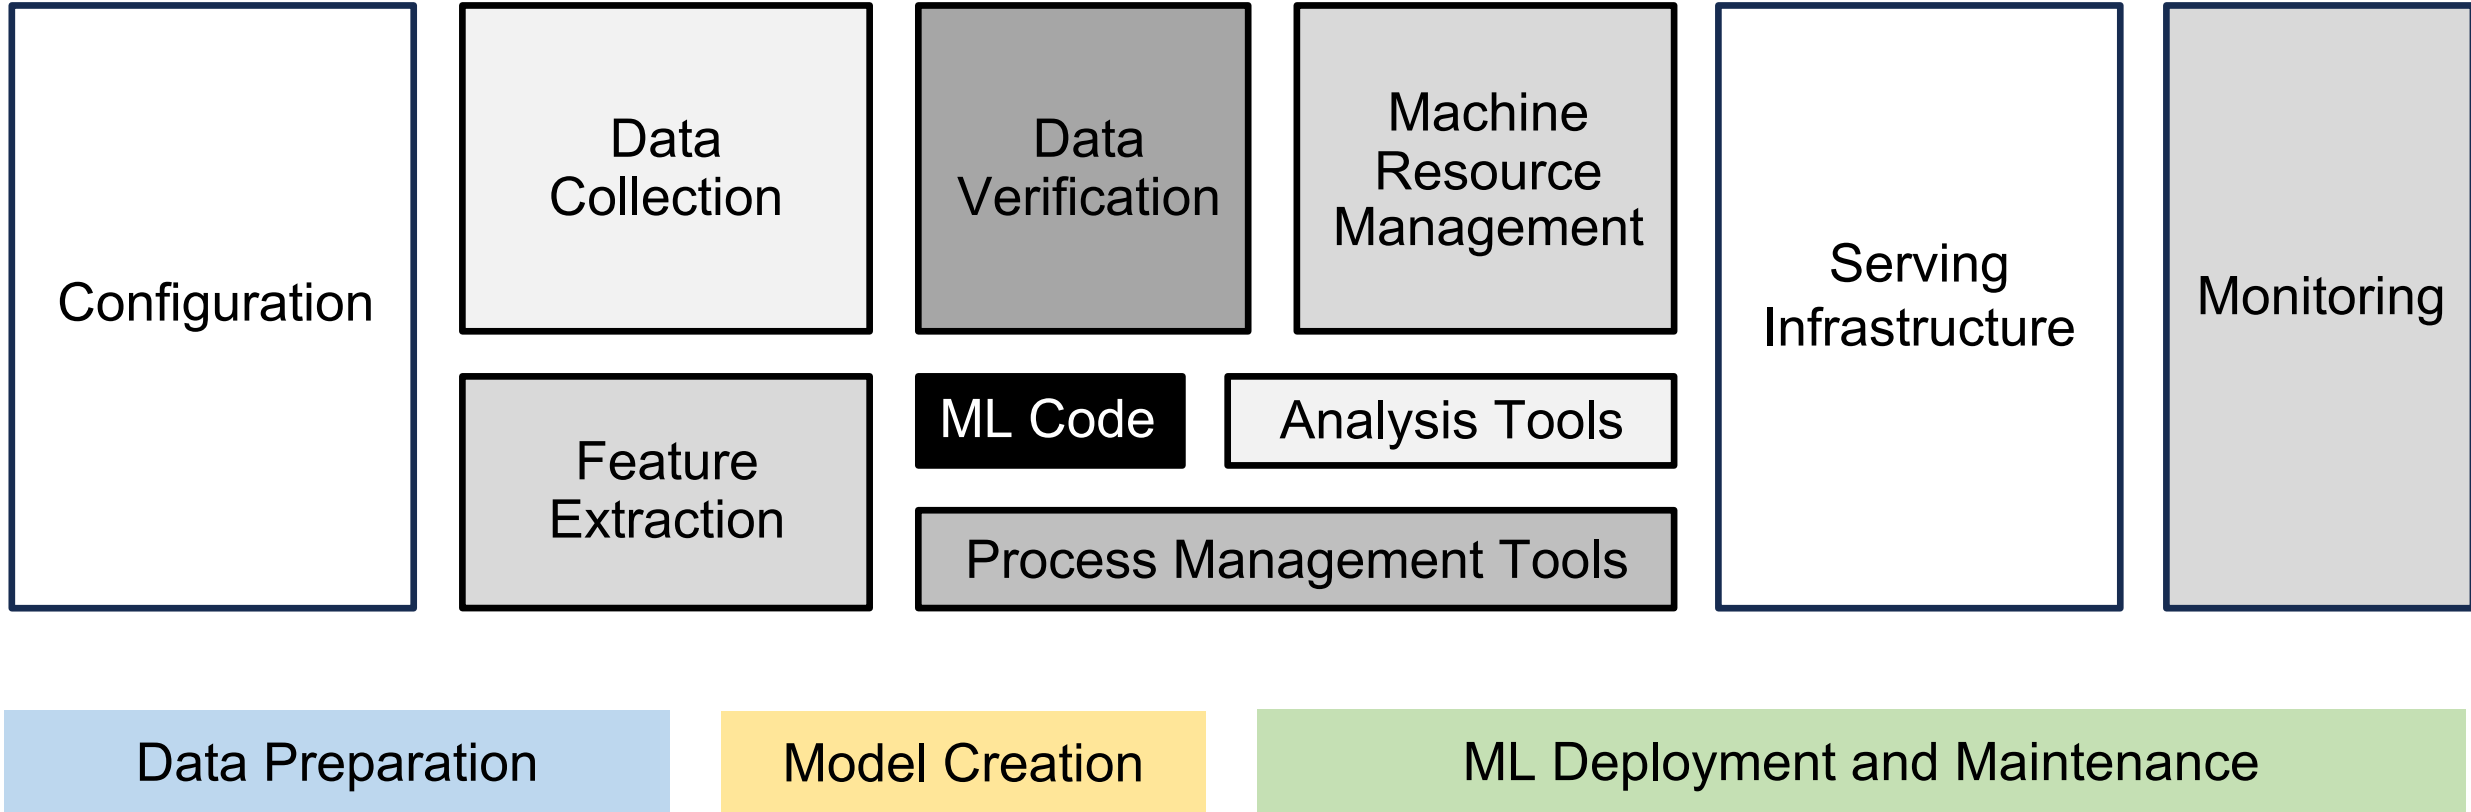 Configuration
Data
Collection
Data
Verification
Machine
Resource
Management
Serving
Infrastructure
Monitoring
Feature
Extraction
ML Code
Analysis Tools
Process Management Tools
Data Preparation
Model Creation
ML Deployment and Maintenance